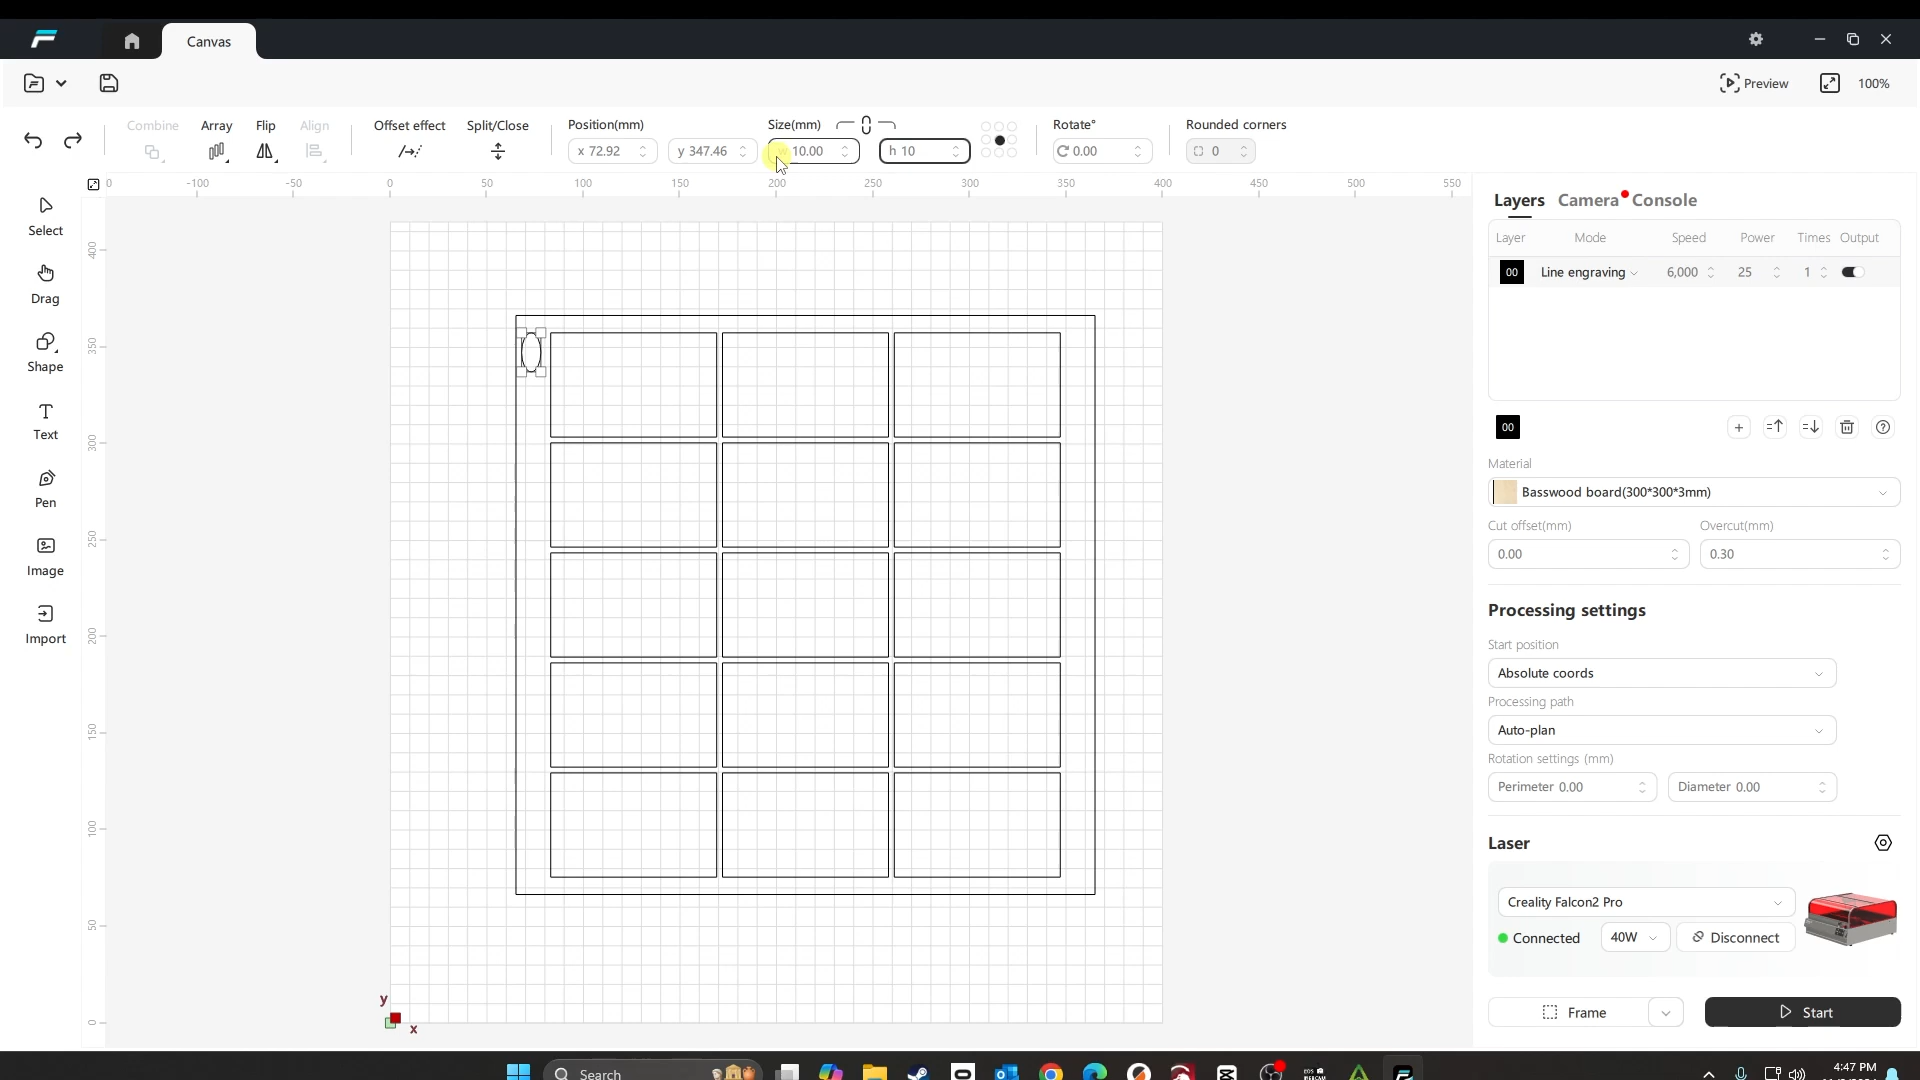 Canvas
Preview
100%
Combine
Array
Flip
Align
Offset effect
Split/Close
Position(mm)
x 72.92
y 347.46
Size(mm)
10.00
h 10
Rotate°
0.00
Rounded corners
0
0
-100
-50
0
50
100
150
200
250
300
350
400
450
500
550
400
350
300
250
200
150
100
50
0
y
x
Select
Drag
Shape
Text
Pen
Image
Import
Layers
Camera
Console
Layer
Mode
Speed
Power
Times
Output
00
Line engraving
6,000
25
1
00
Material
Basswood board(300*300*3mm)
Cut offset(mm)
Overcut(mm)
0.00
0.30
Processing settings
Start position
Absolute coords
Processing path
Auto-plan
Rotation settings (mm)
Perimeter 0.00
Diameter 0.00
Laser
Creality Falcon2 Pro
Connected
40W
Disconnect
Frame
Start
Search
4:47 PM